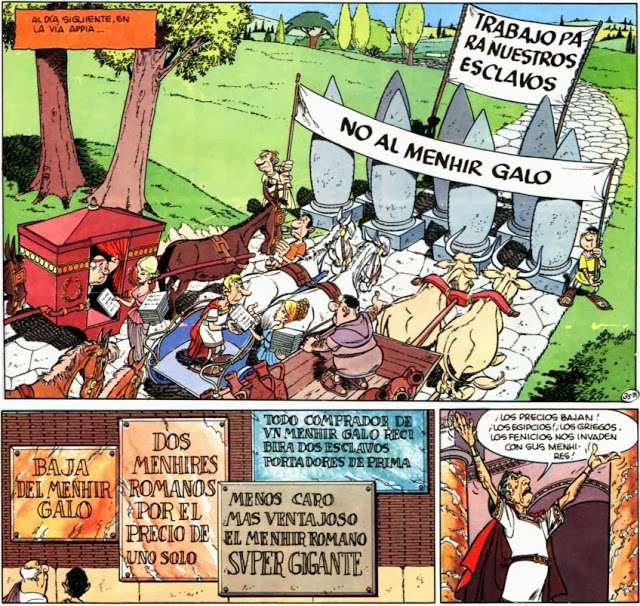 AL DÍA SIGUIENTE, EN
LA VÍA APPIA...
TRABAJO PA
RA NUESTROS
ESCLAVOS
NO AL MENHIR GALO
BAJA
DEL MENHIR
GALO
DOS
MENHIRES
ROMANOS
POR EL
PRECIO DE
UNO SOLO
TODO COMPRADOR DE
VN MENHIR GALO RECI
BIRA DOS ESCLAVOS
PORTADORES DE PRIMA
MENOS CARO
MAS VENTAJOSO
EL MENHIR ROMANO
SVPER GIGANTE
¡LOS PRECIOS BAJAN!
¡LOS EGIPCIOS!, ¡LOS GRIEGOS,
LOS FENICIOS NOS INVADEN
CON SUS MENHI-
RES!